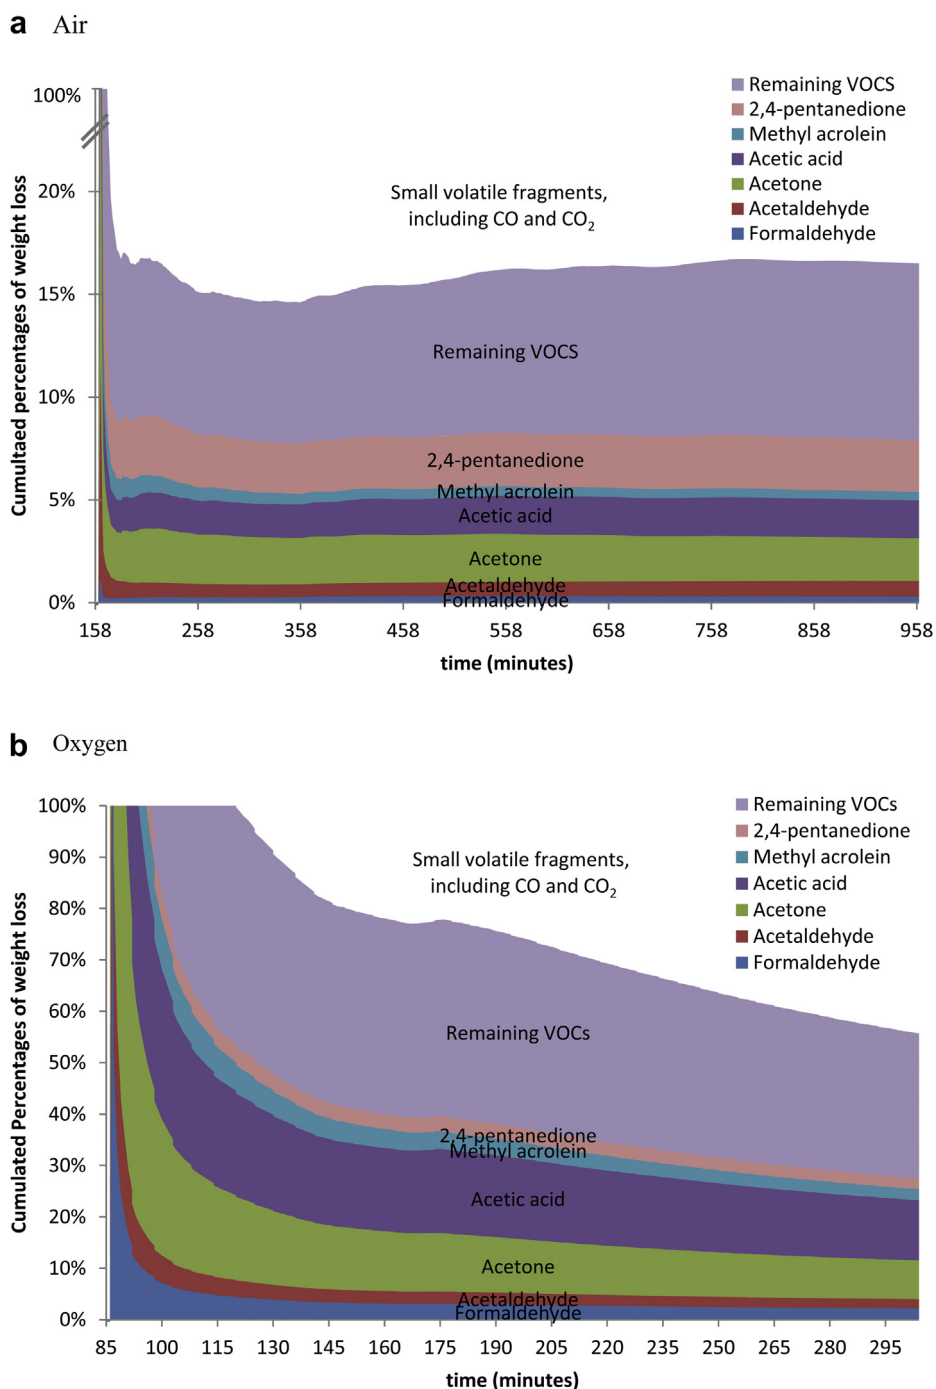 a Air
100%
20%
15%
10%
5%
0%
Cumultaed percentages of weight loss
Remaining VOCS
2,4-pentanedione
Methyl acrolein
Acetic acid
Acetone
Acetaldehyde
Formaldehyde
Small volatile fragments,
including CO and CO2
Remaining VOCS
2,4-pentanedione
Methyl acrolein
Acetic acid
Acetone
Acetaldehyde
Formaldehyde
158 258 358 458 558 658 758 858 958
time (minutes)
b Oxygen
100%
90%
80%
70%
60%
50%
40%
30%
20%
10%
0%
Cumulated Percentages of weight loss
Remaining VOCs
2,4-pentanedione
Methyl acrolein
Acetic acid
Acetone
Acetaldehyde
Formaldehyde
Small volatile fragments,
including CO and CO2
Remaining VOCs
2,4-pentanedione
Methyl acrolein
Acetic acid
Acetone
Acetaldehyde
Formaldehyde
85 100 115 130 145 160 175 190 205 220 235 250 265 280 295
time (minutes)